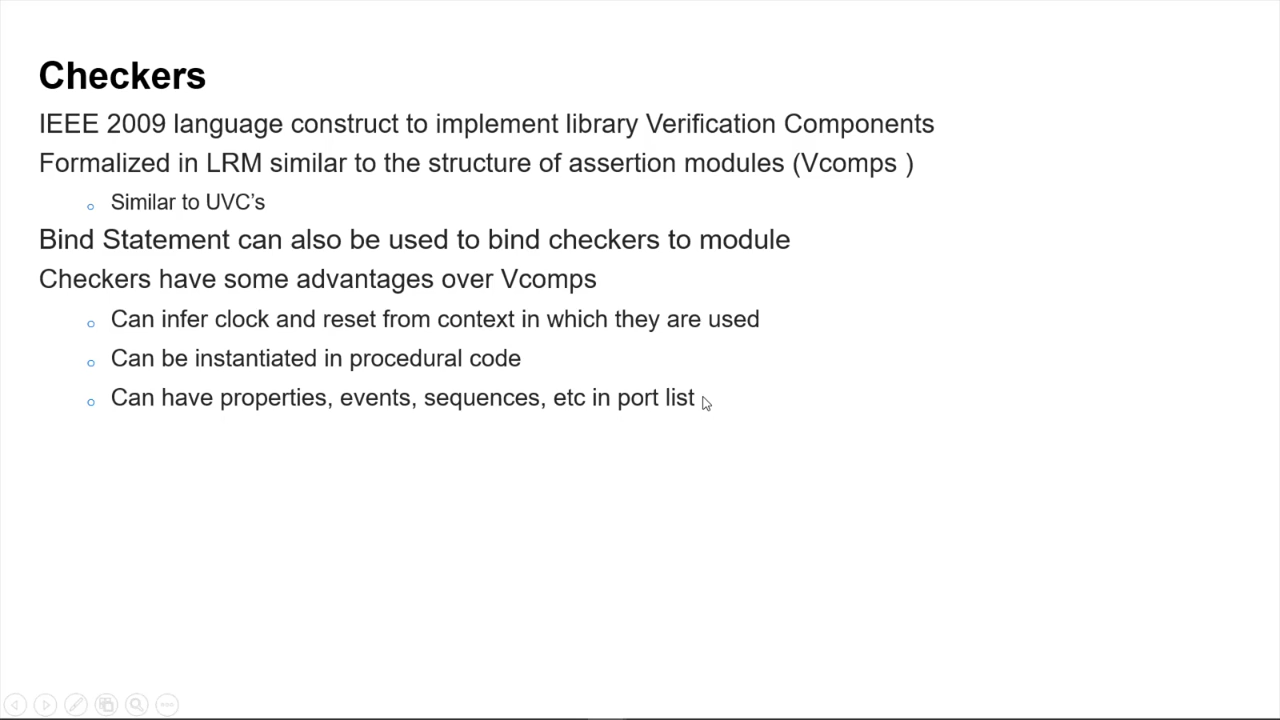 Checkers
IEEE 2009 language construct to implement library Verification Components
Formalized in LRM similar to the structure of assertion modules (Vcomps )
Similar to UVC’s
Bind Statement can also be used to bind checkers to module
Checkers have some advantages over Vcomps
Can infer clock and reset from context in which they are used
Can be instantiated in procedural code
Can have properties, events, sequences, etc in port list